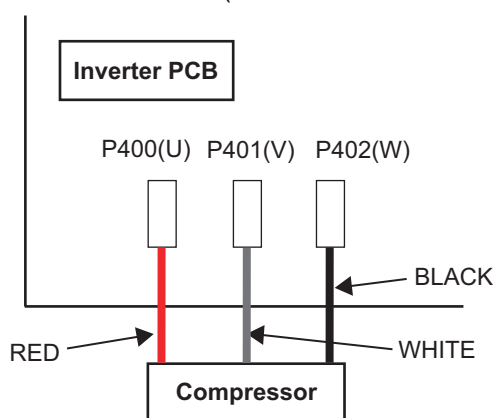 (
Inverter PCB
P400(U) P401(V) P402(W)
BLACK
RED
WHITE
Compressor